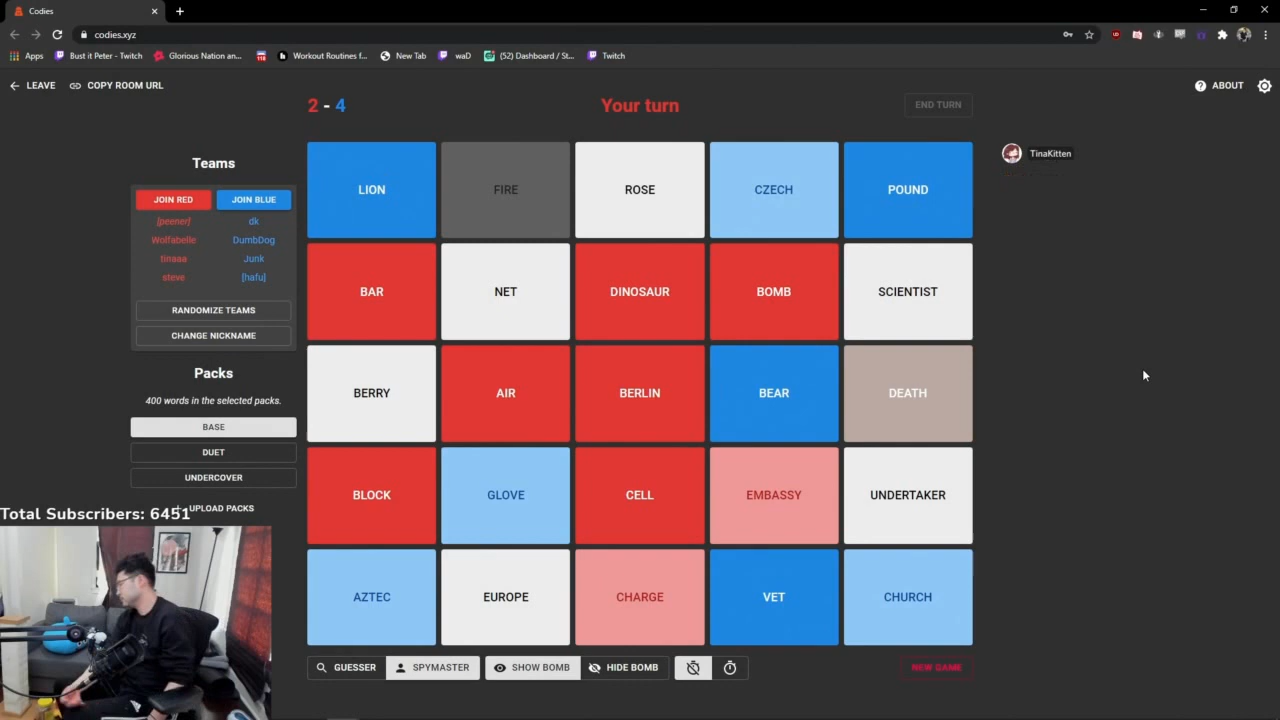 Codies
codies.xyz
Apps
Bust it Peter - Twitch
Glorious Nation an...
Workout Routines f...
New Tab
waD
(52) Dashboard / St...
Twitch
LEAVE
COPY ROOM URL
ABOUT
2 - 4
Your turn
END TURN
TinaKitten
Teams
JOIN RED
JOIN BLUE
[peener]
dk
Wolfabelle
DumbDog
tinaaa
Junk
steve
[hafu]
RANDOMIZE TEAMS
CHANGE NICKNAME
Packs
400 words in the selected packs.
BASE
DUET
UNDERCOVER
UPLOAD PACKS
Total Subscribers: 6451
LION
FIRE
ROSE
CZECH
POUND
BAR
NET
DINOSAUR
BOMB
SCIENTIST
BERRY
AIR
BERLIN
BEAR
DEATH
BLOCK
GLOVE
CELL
EMBASSY
UNDERTAKER
AZTEC
EUROPE
CHARGE
VET
CHURCH
GUESSER
SPYMASTER
SHOW BOMB
HIDE BOMB
NEW GAME